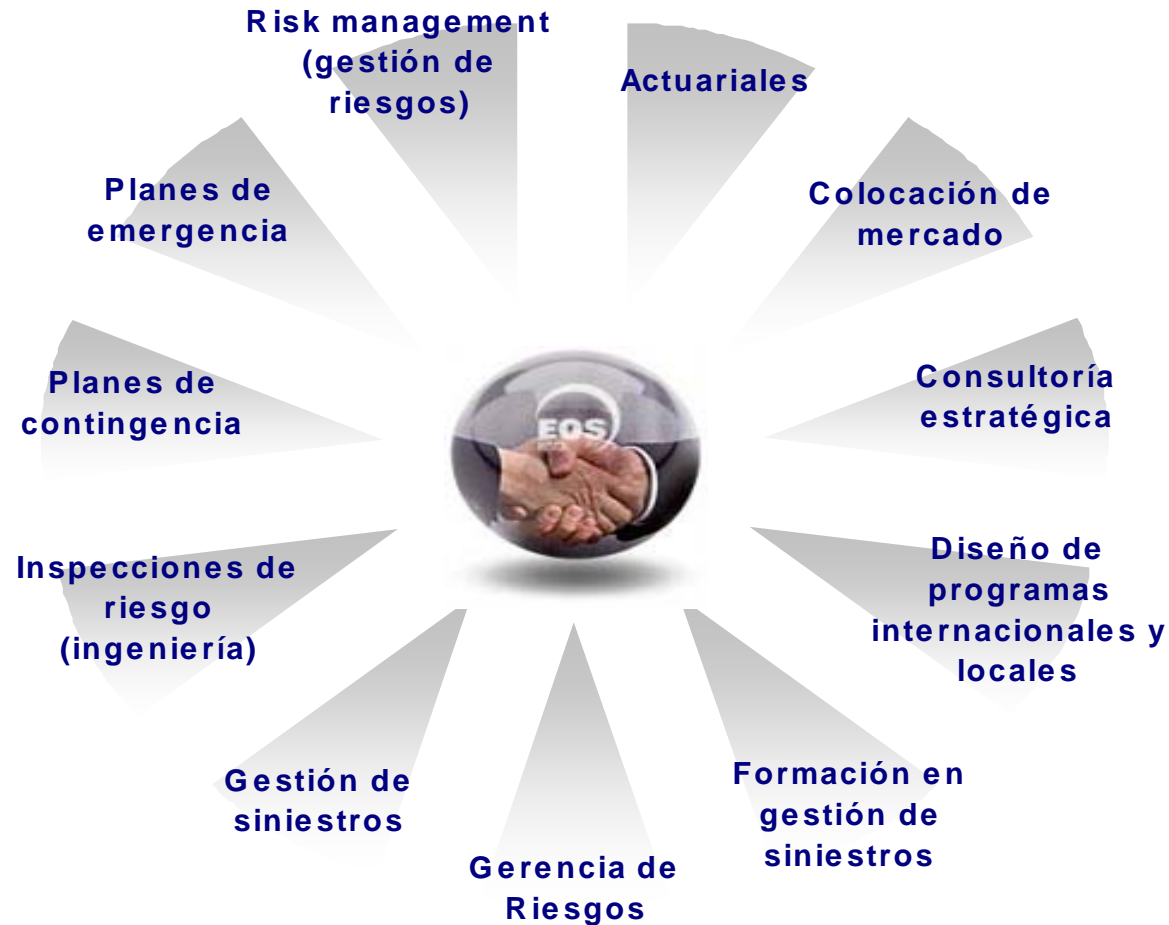 Risk management
(gestión de
riesgos)
Actuariales
Colocación de
mercado
Consultoría
estratégica
Diseño de
programas
internacionales y
locales
Formación en
gestión de
siniestros
Gerencia de
Riesgos
Gestión de
siniestros
Inspecciones de
riesgo
(ingeniería)
Planes de
contingencia
Planes de
emergencia
EOS